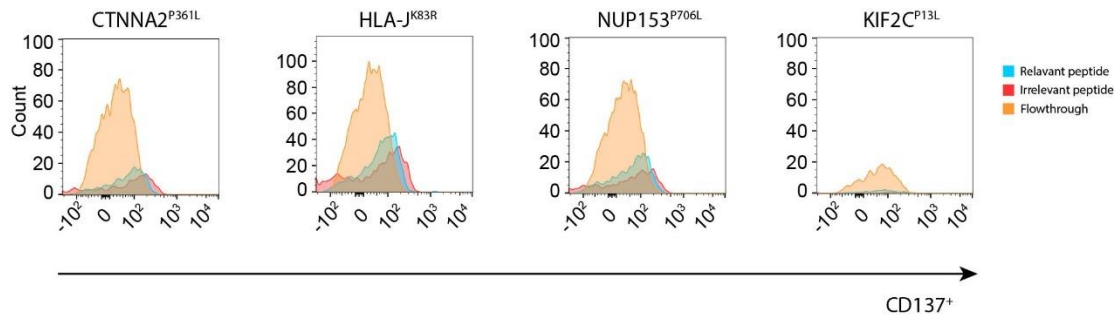 CTNNA2P361L
HLA-JK83R
NUP153P706L
KIF2CP13L
Count
100
80
60
40
20
0
-10² 0 10² 10³ 10⁴
100
80
60
40
20
0
-10² 0 10² 10³ 10⁴
100
80
60
40
20
0
-10² 0 10² 10³ 10⁴
100
80
60
40
20
0
-10² 0 10² 10³ 10⁴
Relavant peptide
Irrelevant peptide
Flowthrough
CD137⁺